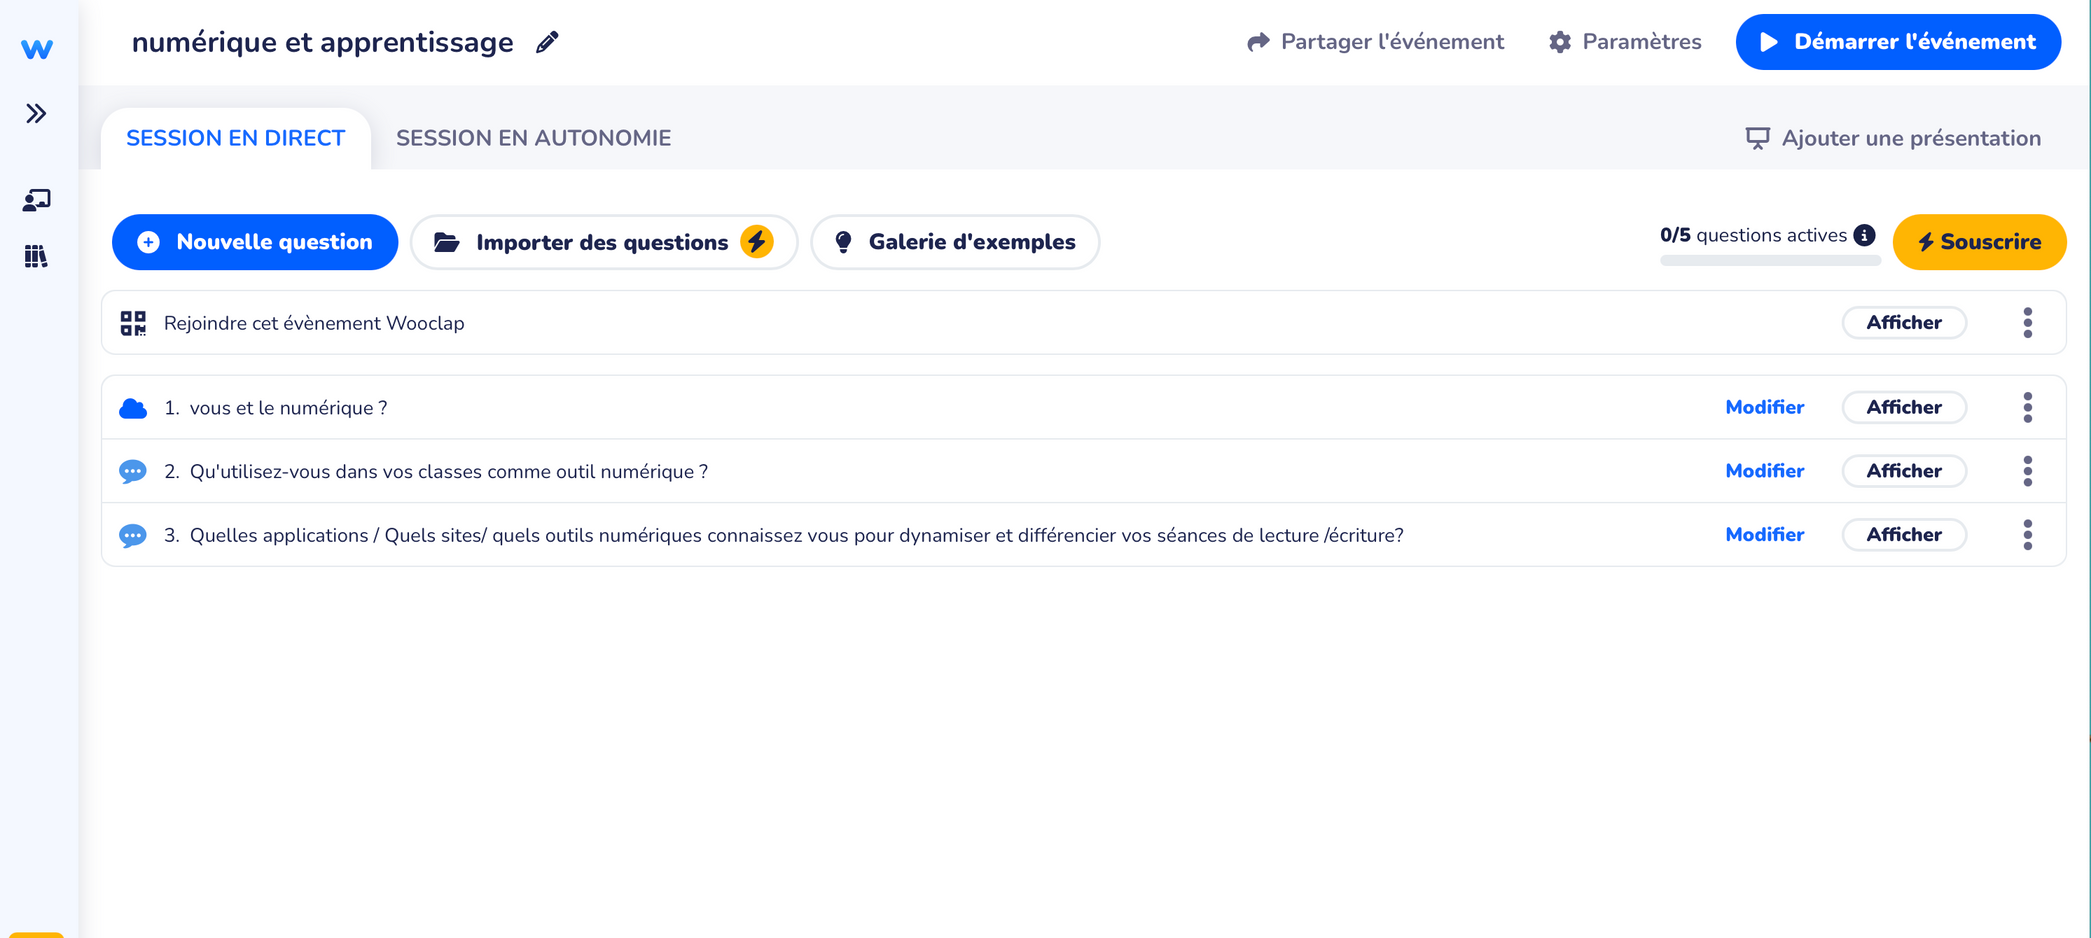 w
numérique et apprentissage
Partager l'événement
Paramètres
Démarrer l'événement
SESSION EN DIRECT
SESSION EN AUTONOMIE
Ajouter une présentation
Nouvelle question
Importer des questions
Galerie d'exemples
0/5 questions actives
Souscrire
Rejoindre cet évènement Wooclap
Afficher
1. vous et le numérique ?
Modifier
Afficher
2. Qu'utilisez-vous dans vos classes comme outil numérique ?
Modifier
Afficher
3. Quelles applications / Quels sites/ quels outils numériques connaissez vous pour dynamiser et différencier vos séances de lecture /écriture?
Modifier
Afficher